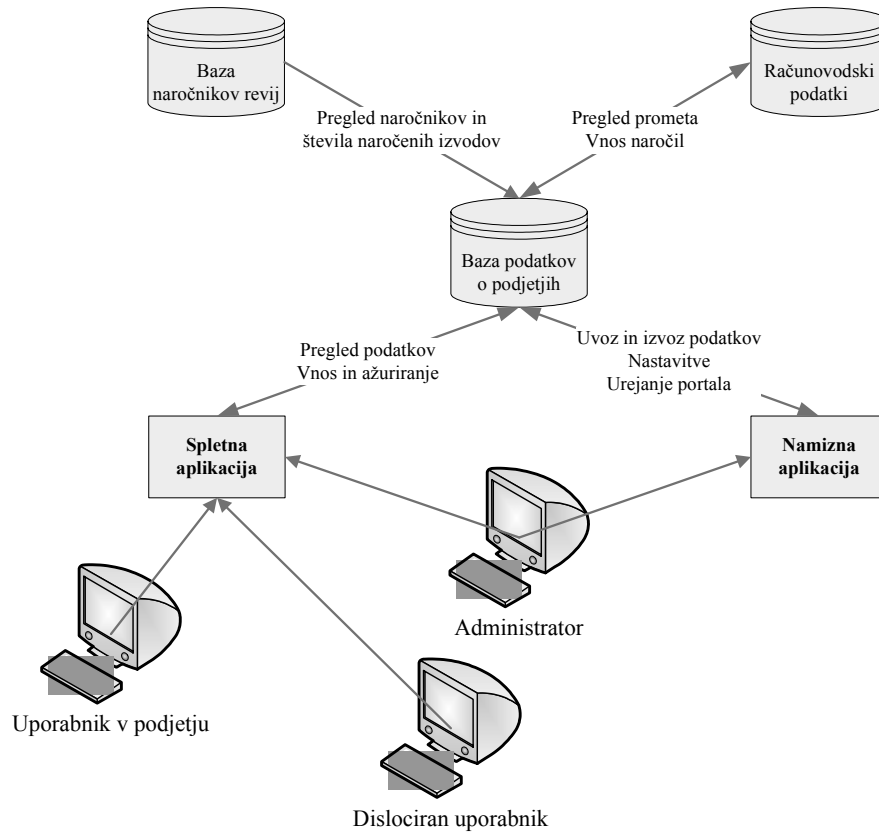 Baza
naročnikov revij
Računovodski
podatki
Pregled naročnikov in
števila naročenih izvodov
Pregled prometa
Vnos naročil
Baza podatkov
o podjetjih
Pregled podatkov
Vnos in ažuriranje
Uvoz in izvoz podatkov
Nastavitve
Urejanje portala
Spletna
aplikacija
Namizna
aplikacija
Administrator
Uporabnik v podjetju
Dislociran uporabnik